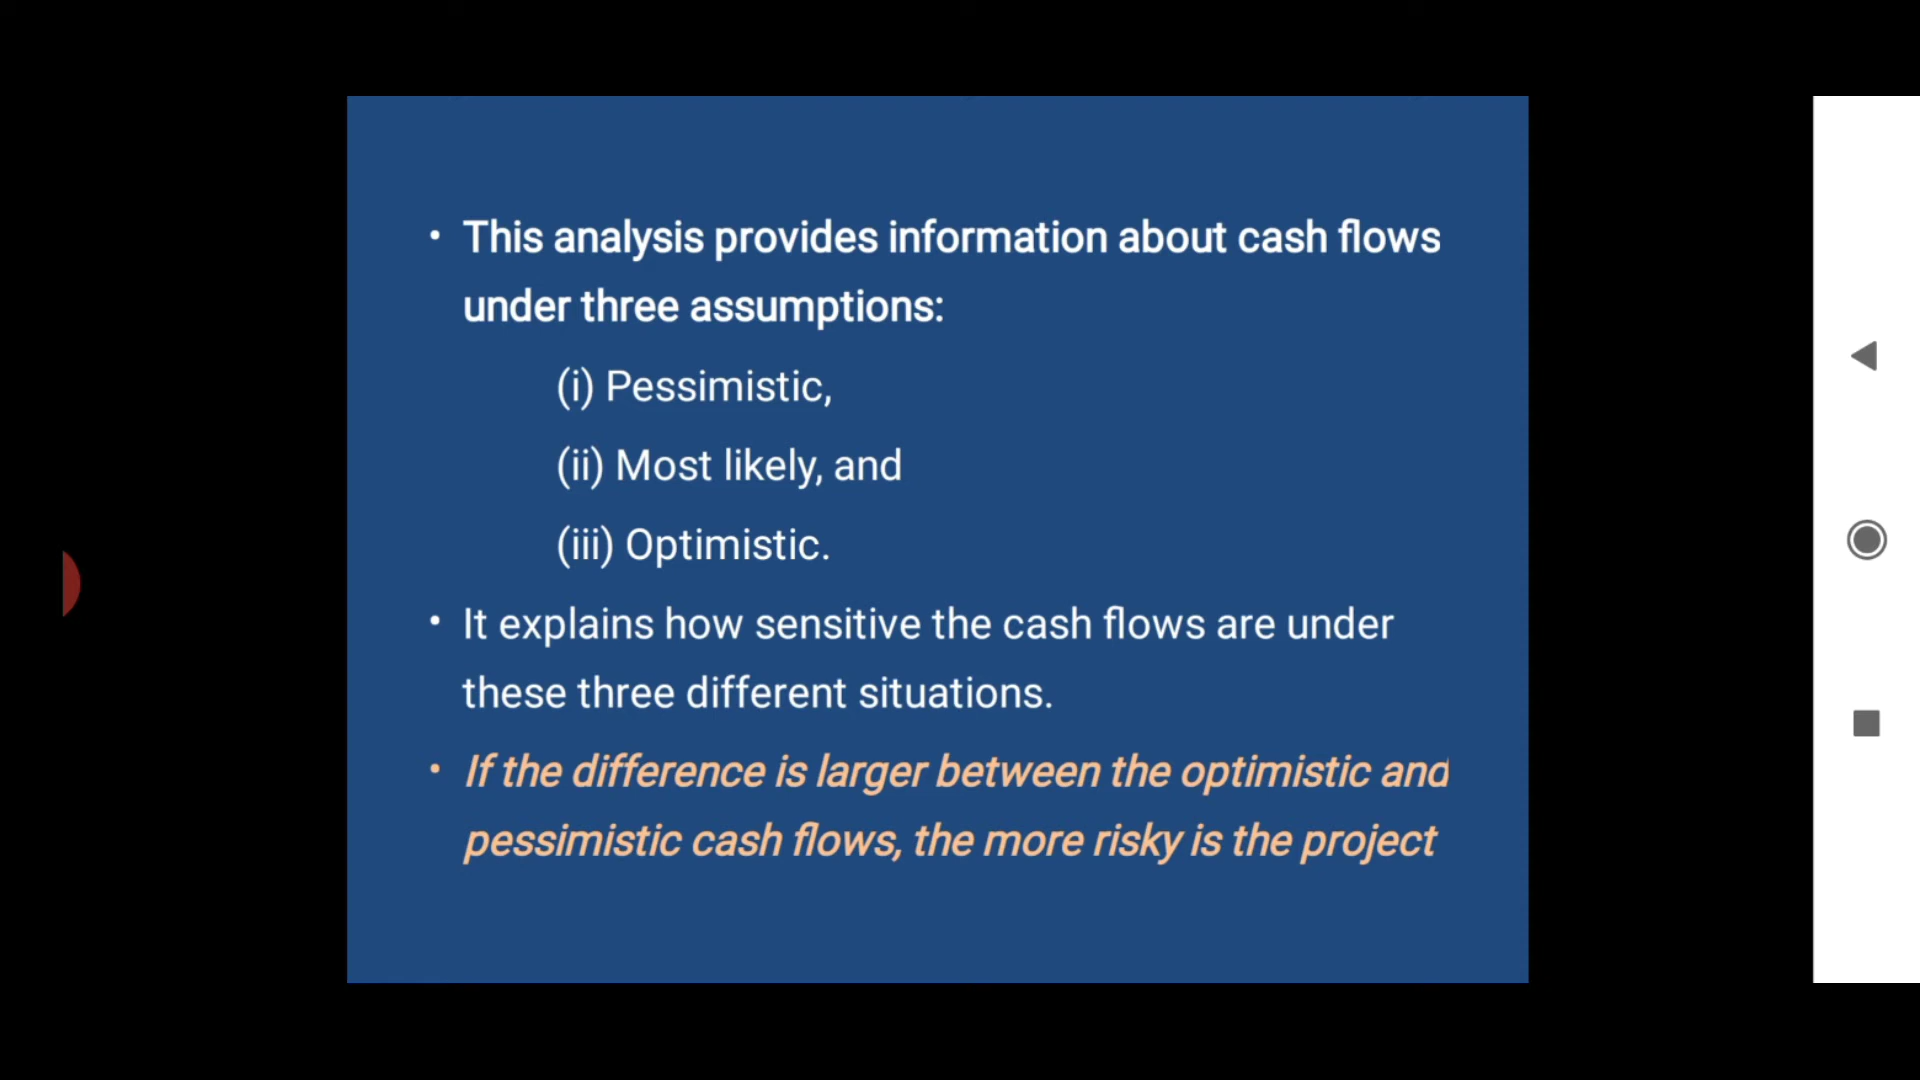 • This analysis provides information about cash flows
under three assumptions:
(i) Pessimistic,
(ii) Most likely, and
(iii) Optimistic.
• It explains how sensitive the cash flows are under
these three different situations.
• If the difference is larger between the optimistic and
pessimistic cash flows, the more risky is the project